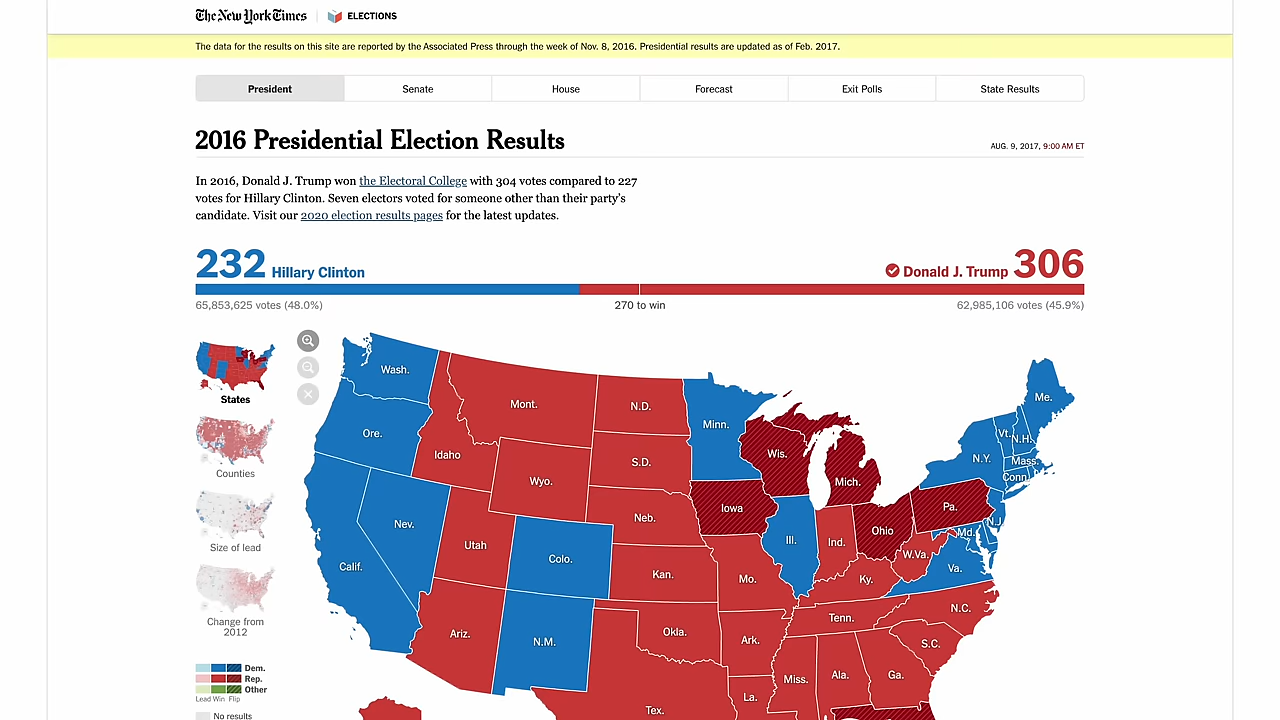 The New York Times
ELECTIONS
The data for the results on this site are reported by the Associated Press through the week of Nov. 8, 2016. Presidential results are updated as of Feb. 2017.
President
Senate
House
Forecast
Exit Polls
State Results
2016 Presidential Election Results
AUG. 9, 2017, 9:00 AM ET
In 2016, Donald J. Trump won the Electoral College with 304 votes compared to 227
votes for Hillary Clinton. Seven electors voted for someone other than their party's
candidate. Visit our 2020 election results pages for the latest updates.
232 Hillary Clinton
Donald J. Trump 306
65,853,625 votes (48.0%)
270 to win
62,985,106 votes (45.9%)
States
Counties
Size of lead
Change from
2012
Dem.
Rep.
Other
Lead Win Flip
No results
Wash.
Mont.
N.D.
Minn.
Me.
Ore.
Idaho
S.D.
Wis.
Vt.
N.H.
N.Y.
Mass.
Wyo.
Mich.
Conn.
Iowa
Pa.
Nev.
Neb.
Ohio
N.J.
Utah
Colo.
Ill.
Ind.
Md.
W.Va.
Calif.
Kan.
Mo.
Ky.
Va.
Ariz.
N.M.
Okla.
Ark.
Tenn.
N.C.
S.C.
Miss.
Ala.
Ga.
La.
Tex.